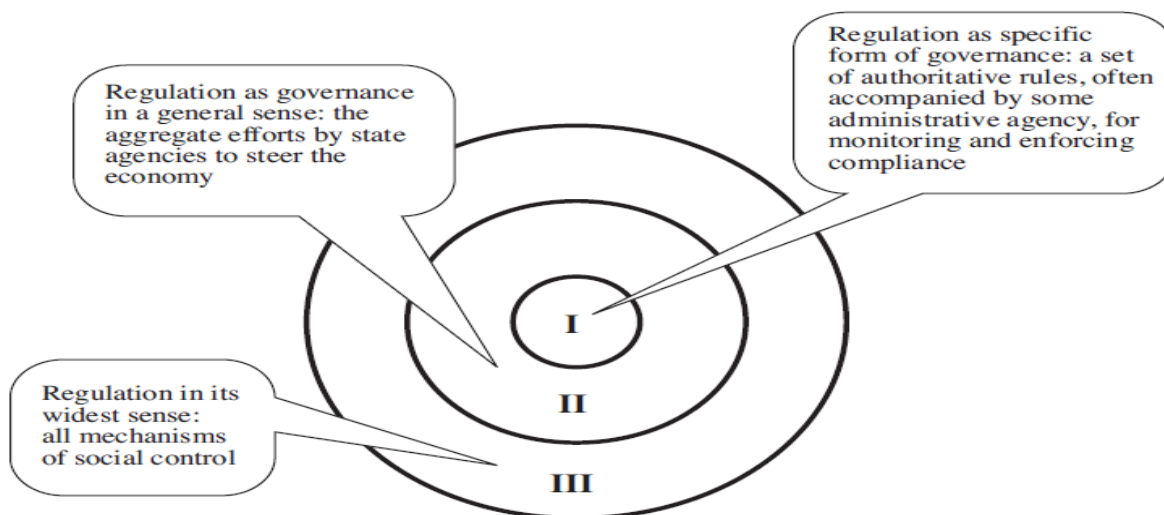 Regulation as specific
form of governance: a set
of authoritative rules, often
accompanied by some
administrative agency, for
monitoring and enforcing
compliance
Regulation as governance
in a general sense: the
aggregate efforts by state
agencies to steer the
economy
I
Regulation in its
widest sense:
all mechanisms
of social control
II
III